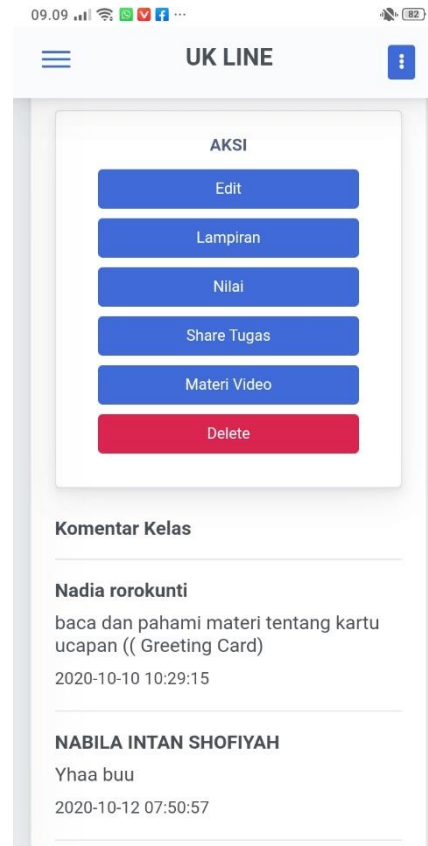 09.09
82
UK LINE
AKSI
Edit
Lampiran
Nilai
Share Tugas
Materi Video
Delete
Komentar Kelas
Nadia rorokunti
baca dan pahami materi tentang kartu
ucapan (( Greeting Card)
2020-10-10 10:29:15
NABILA INTAN SHOFIYAH
Yhaa buu
2020-10-12 07:50:57